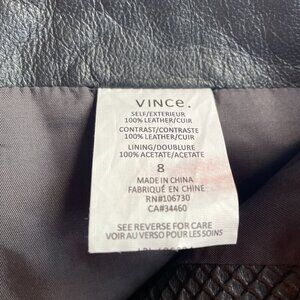 VINCE.
SELF/EXTERIEUR
100% LEATHER/CUIR
CONTRAST/CONTRASTE
100% LEATHER/CUIR
LINING/DOUBLURE
100% ACETATE/ACETATE
8
MADE IN CHINA
FABRIQUÉ EN CHINE
RN#106730
CA#34460
SEE REVERSE FOR CARE
VOIR AU VERSO POUR LES SOINS